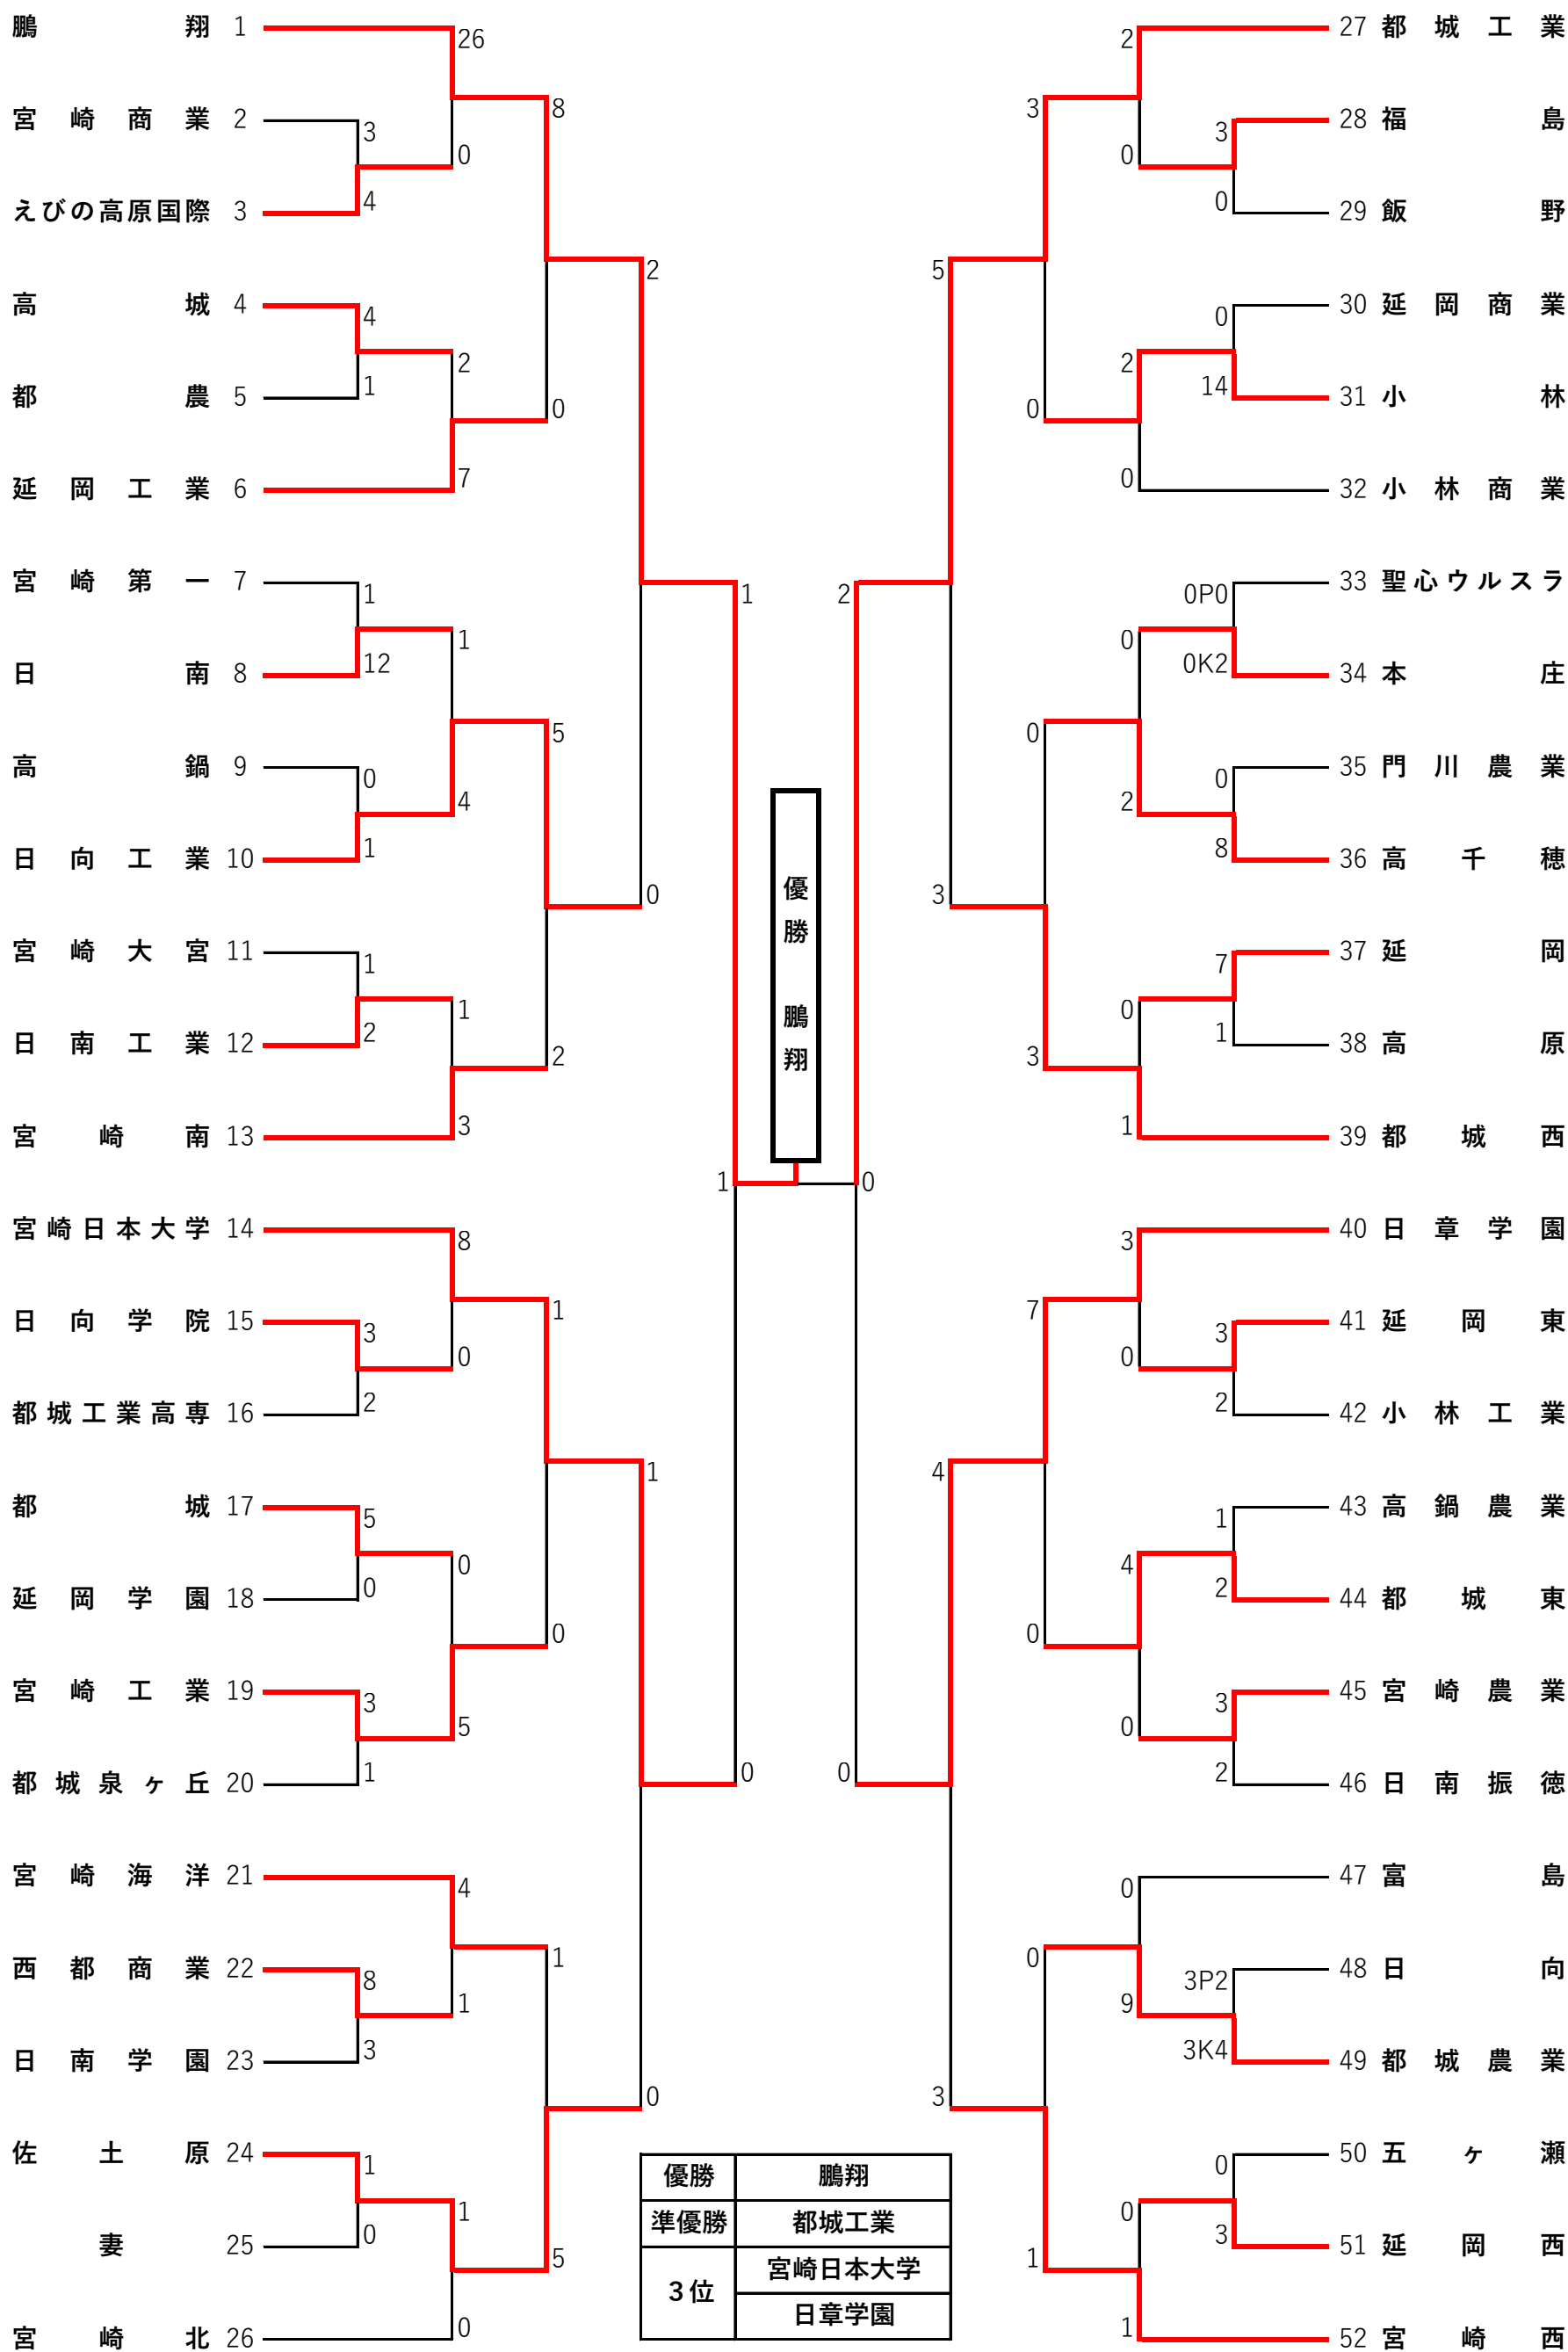 鵬翔 1
宮崎商業 2
えびの高原国際 3
高城 4
都農 5
延岡工業 6
宮崎第一 7
日南 8
高鍋 9
日向工業 10
宮崎大宮 11
日南工業 12
宮崎南 13
宮崎日本大学 14
日向学院 15
都城工業高専 16
都城 17
延岡学園 18
宮崎工業 19
都城泉ヶ丘 20
宮崎海洋 21
西都商業 22
日南学園 23
佐土原 24
妻 25
宮崎北 26
3
4
4
1
1
12
0
1
1
2
3
2
5
0
3
1
8
3
1
0
26
0
2
7
1
4
1
3
8
0
0
5
4
1
1
0
8
0
5
2
1
0
1
5
2
0
1
0
1
0
1
優勝 鵬翔
0
2
0
5
3
4
3
3
0
0
3
7
0
0
1
2
0
2
0
0
2
0
1
3
0
4
0
0
9
0
1
3
0
0
14
0P0
0K2
0
8
7
1
3
2
1
2
3
2
3P2
3K4
0
3
27 都城工業
28 福島
29 飯野
30 延岡商業
31 小林
32 小林商業
33 聖心ウルスラ
34 本庄
35 門川農業
36 高千穂
37 延岡
38 高原
39 都城西
40 日章学園
41 延岡東
42 小林工業
43 高鍋農業
44 都城東
45 宮崎農業
46 日南振徳
47 富島
48 日向
49 都城農業
50 五ヶ瀬
51 延岡西
52 宮崎西
優勝 鵬翔
準優勝 都城工業
3位 宮崎日本大学
日章学園